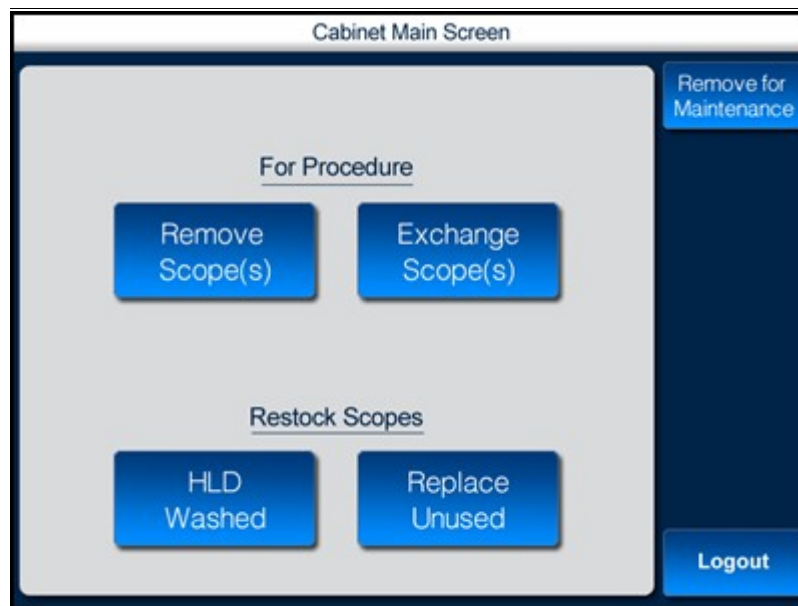 Cabinet Main Screen
Remove for
Maintenance
For Procedure
Remove
Scope(s)
Exchange
Scope(s)
Restock Scopes
HLD
Washed
Replace
Unused
Logout